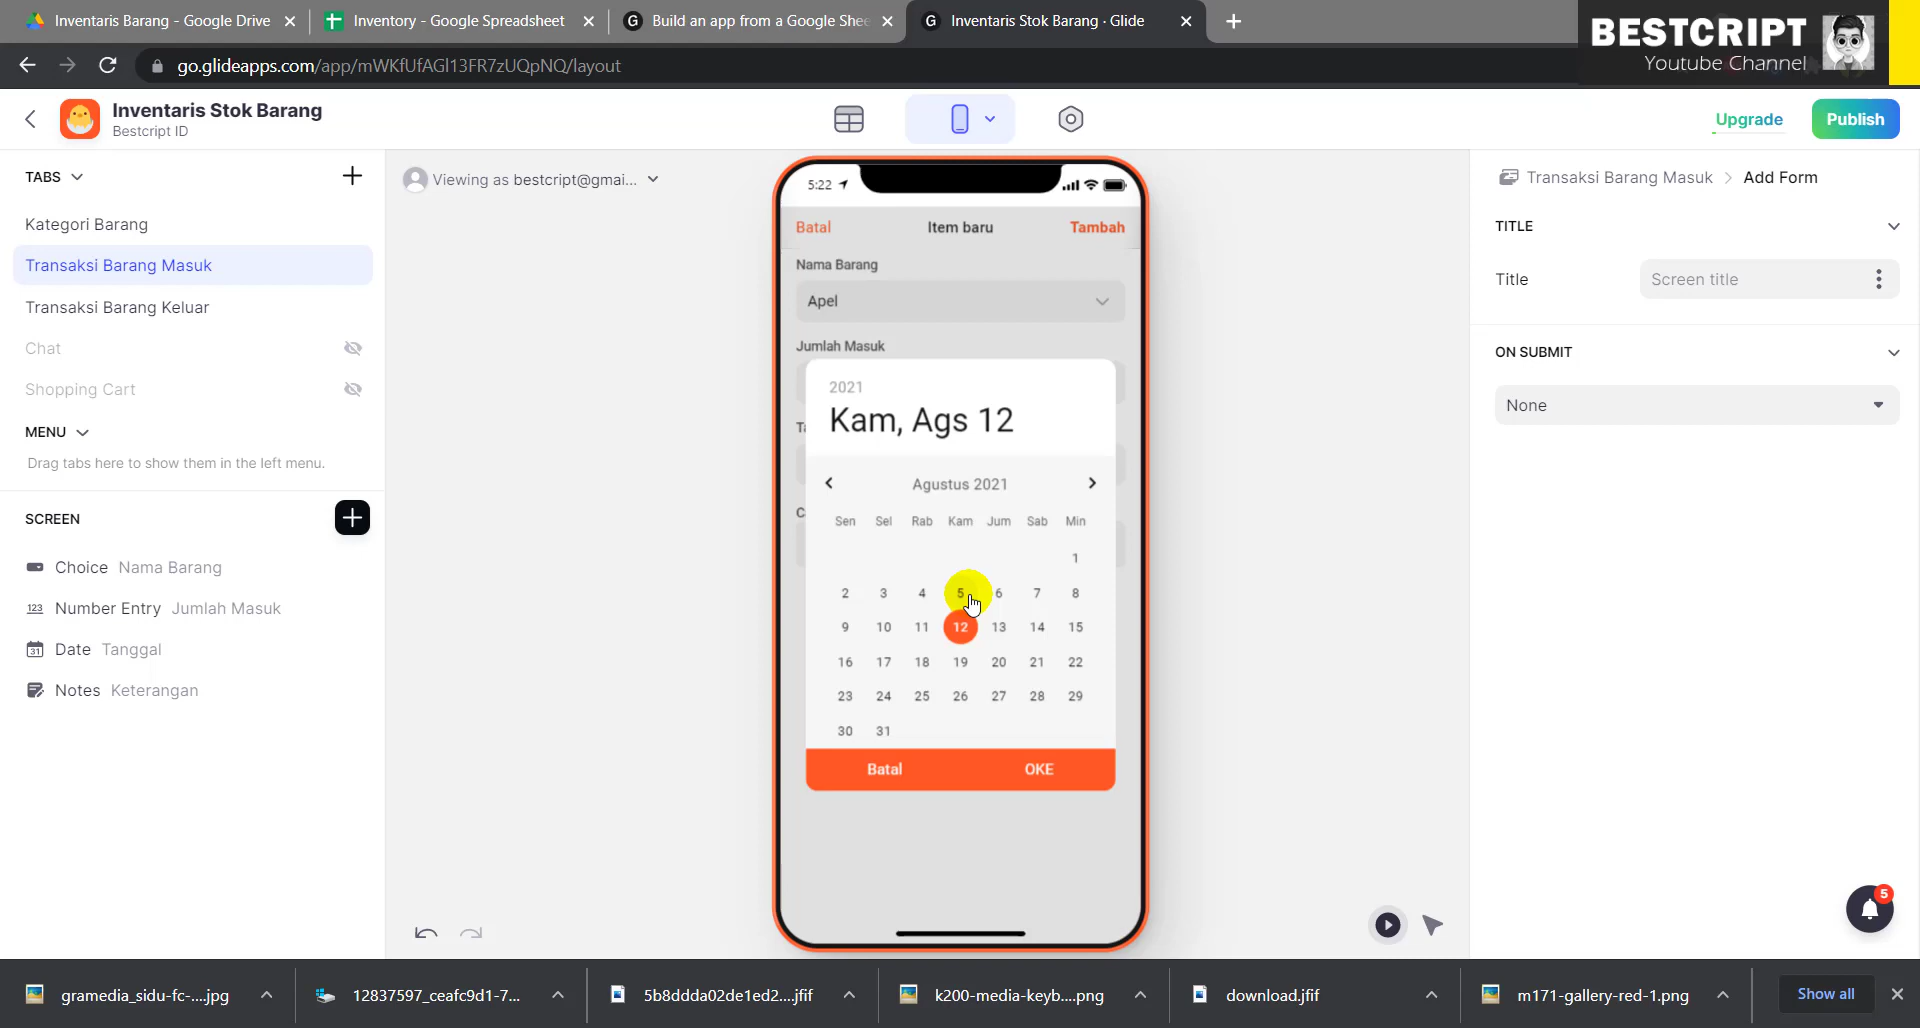 Inventaris Barang - Google Drive
Inventory - Google Spreadsheet
Build an app from a Google Shee
Inventaris Stok Barang · Glide
BESTCRIPT
Youtube Channel
go.glideapps.com/app/mWKfUfAGl13FR7zUQpNQ/layout
Inventaris Stok Barang
Bestcript ID
Upgrade
Publish
TABS
Kategori Barang
Transaksi Barang Masuk
Transaksi Barang Keluar
Chat
Shopping Cart
MENU
Drag tabs here to show them in the left menu.
SCREEN
Choice Nama Barang
123 Number Entry Jumlah Masuk
31 Date Tanggal
Notes Keterangan
Viewing as bestcript@gmai...
5:22
Batal Item baru Tambah
Nama Barang
Apel
Jumlah Masuk
2021
Kam, Ags 12
Agustus 2021
Sen Sel Rab Kam Jum Sab Min
1
2 3 4 5 6 7 8
9 10 11 12 13 14 15
16 17 18 19 20 21 22
23 24 25 26 27 28 29
30 31
Batal OKE
Transaksi Barang Masuk > Add Form
TITLE
Title Screen title
ON SUBMIT
None
5
gramedia_sidu-fc-....jpg
12837597_ceafc9d1-7...
5b8ddda02de1ed2....jfif
k200-media-keyb....png
download.jfif
m171-gallery-red-1.png
Show all